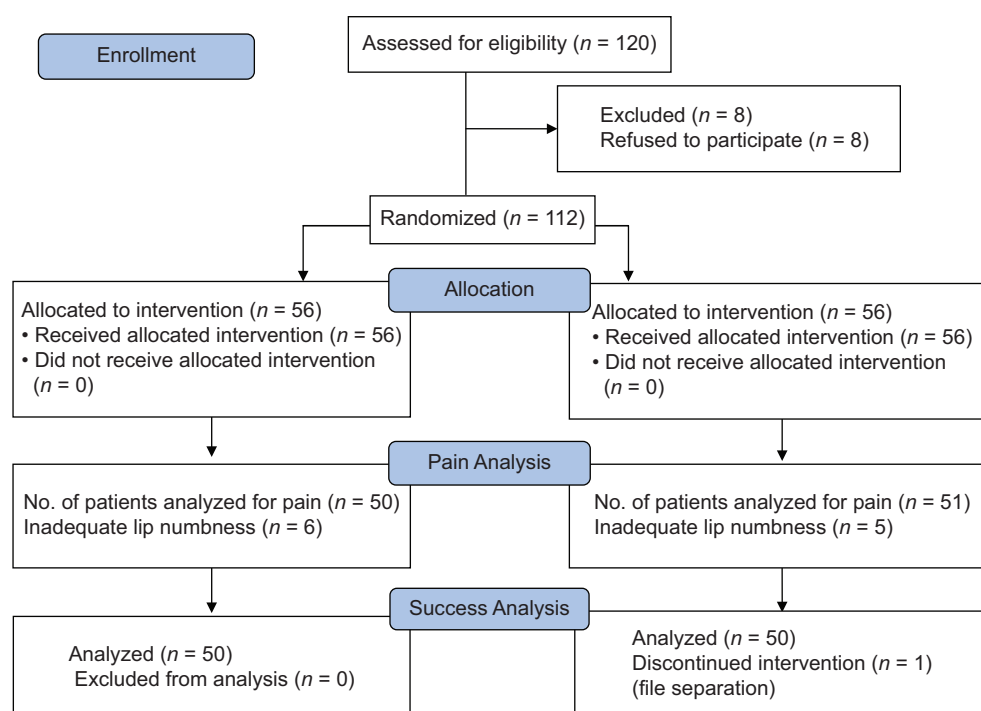 Enrollment
Assessed for eligibility (n = 120)
Excluded (n = 8)
Refused to participate (n = 8)
Randomized (n = 112)
Allocation
Allocated to intervention (n = 56)
• Received allocated intervention (n = 56)
• Did not receive allocated intervention
(n = 0)
Allocated to intervention (n = 56)
• Received allocated intervention (n = 56)
• Did not receive allocated intervention
(n = 0)
Pain Analysis
No. of patients analyzed for pain (n = 50)
Inadequate lip numbness (n = 6)
No. of patients analyzed for pain (n = 51)
Inadequate lip numbness (n = 5)
Success Analysis
Analyzed (n = 50)
Excluded from analysis (n = 0)
Analyzed (n = 50)
Discontinued intervention (n = 1)
(file separation)